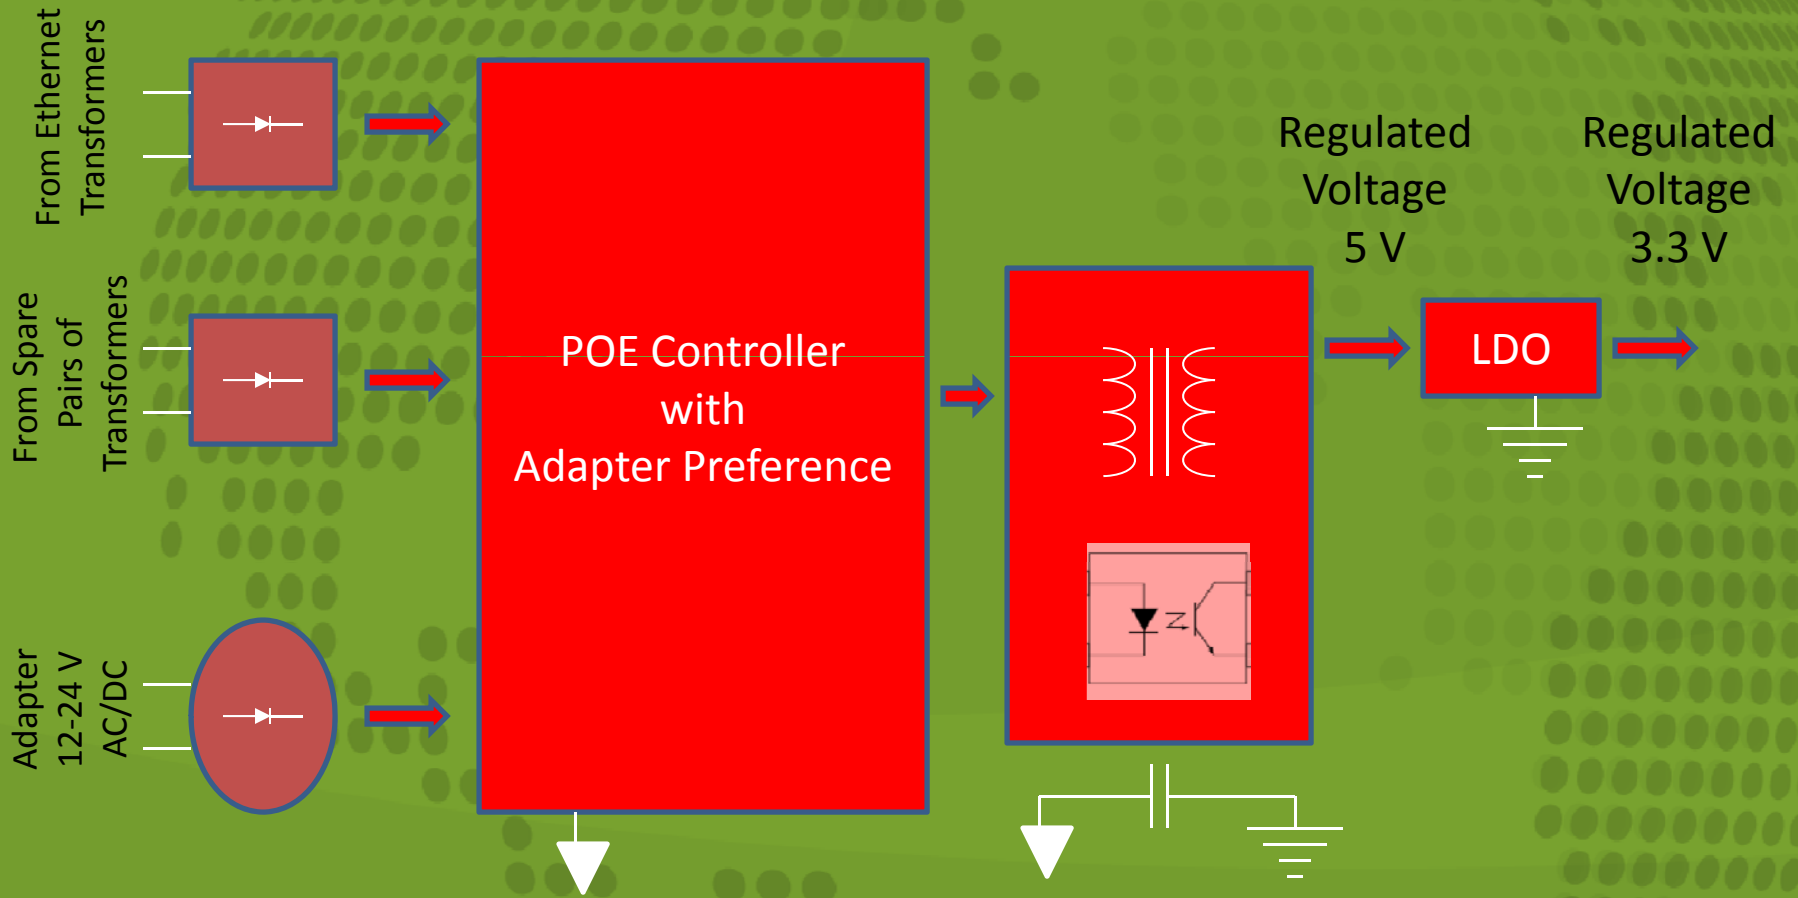 From Ethernet
Transformers
From Spare
Pairs of
Transformers
Adapter
12-24 V
AC/DC
POE Controller
with
Adapter Preference
Regulated
Voltage
5 V
LDO
Regulated
Voltage
3.3 V